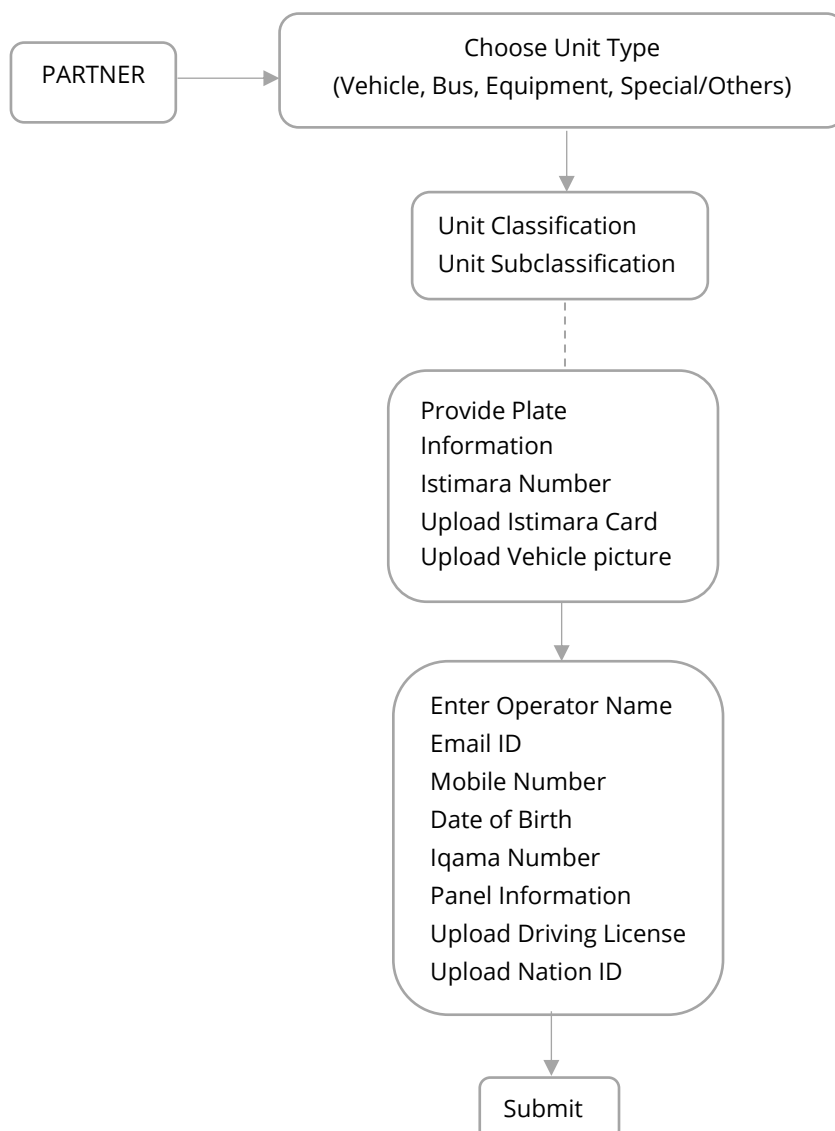 PARTNER
Choose Unit Type
(Vehicle, Bus, Equipment, Special/Others)
Unit Classification
Unit Subclassification
Provide Plate
Information
Istimara Number
Upload Istimara Card
Upload Vehicle picture
Enter Operator Name
Email ID
Mobile Number
Date of Birth
Iqama Number
Panel Information
Upload Driving License
Upload Nation ID
Submit